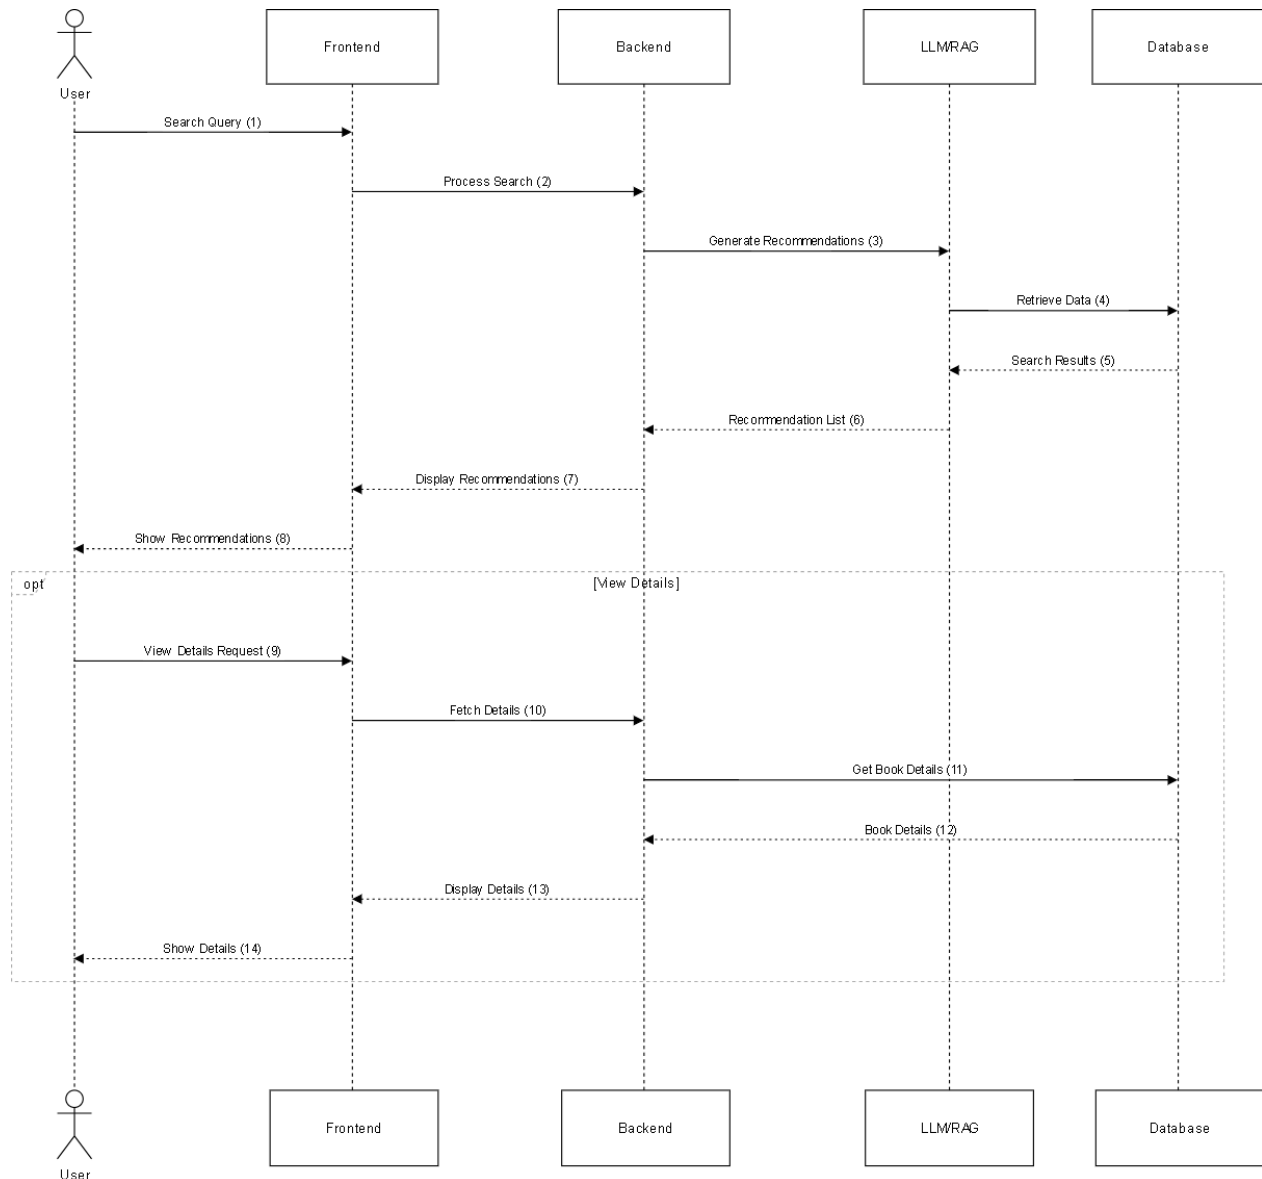 Frontend
Backend
LLM/RAG
Database
User
Search Query (1)
Process Search (2)
Generate Recommendations (3)
Retrieve Data (4)
Search Results (5)
Recommendation List (6)
Display Recommendations (7)
Show Recommendations (8)
opt
[View Details]
View Details Request (9)
Fetch Details (10)
Get Book Details (11)
Book Details (12)
Display Details (13)
Show Details (14)
Frontend
Backend
LLM/RAG
Database
User